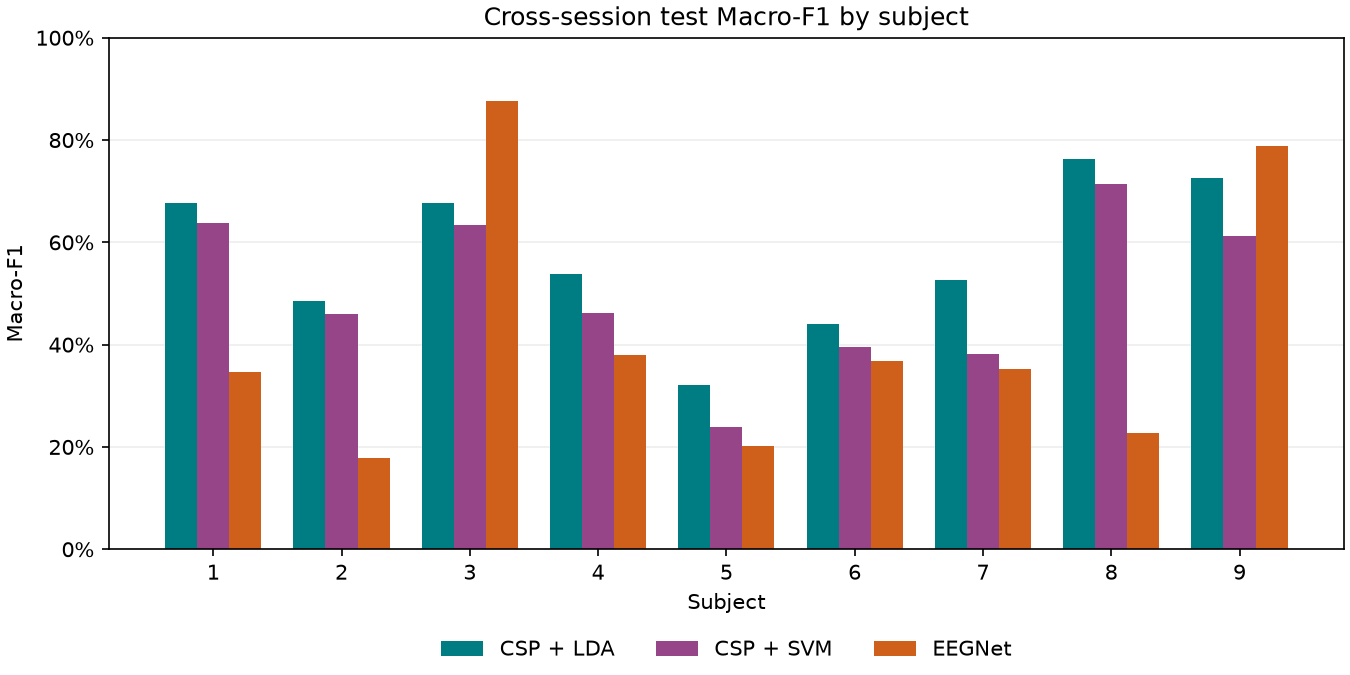 Cross-session test Macro-F1 by subject
100%
80%
60%
40%
20%
0%
Macro-F1
1 2 3 4 5 6 7 8 9
Subject
CSP + LDA CSP + SVM EEGNet